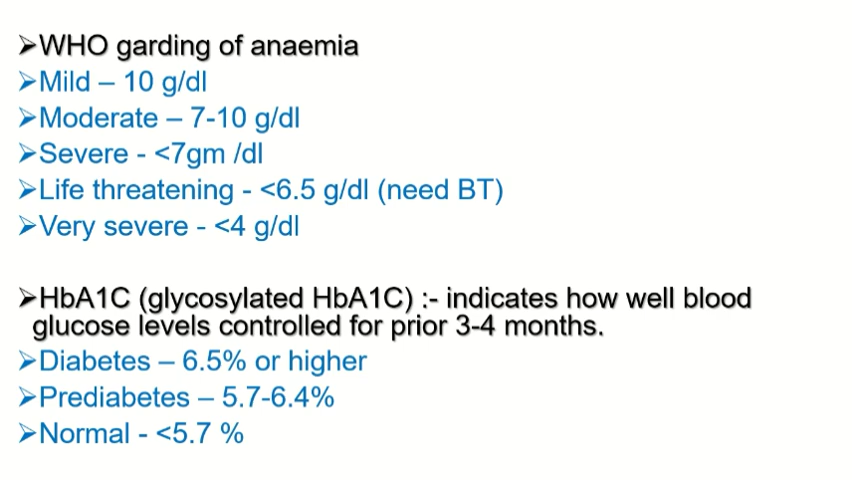 ➢WHO garding of anaemia
➢Mild – 10 g/dl
➢Moderate – 7-10 g/dl
➢Severe - <7gm /dl
➢Life threatening - <6.5 g/dl (need BT)
➢Very severe - <4 g/dl
➢HbA1C (glycosylated HbA1C) :- indicates how well blood
glucose levels controlled for prior 3-4 months.
➢Diabetes – 6.5% or higher
➢Prediabetes – 5.7-6.4%
➢Normal - <5.7 %